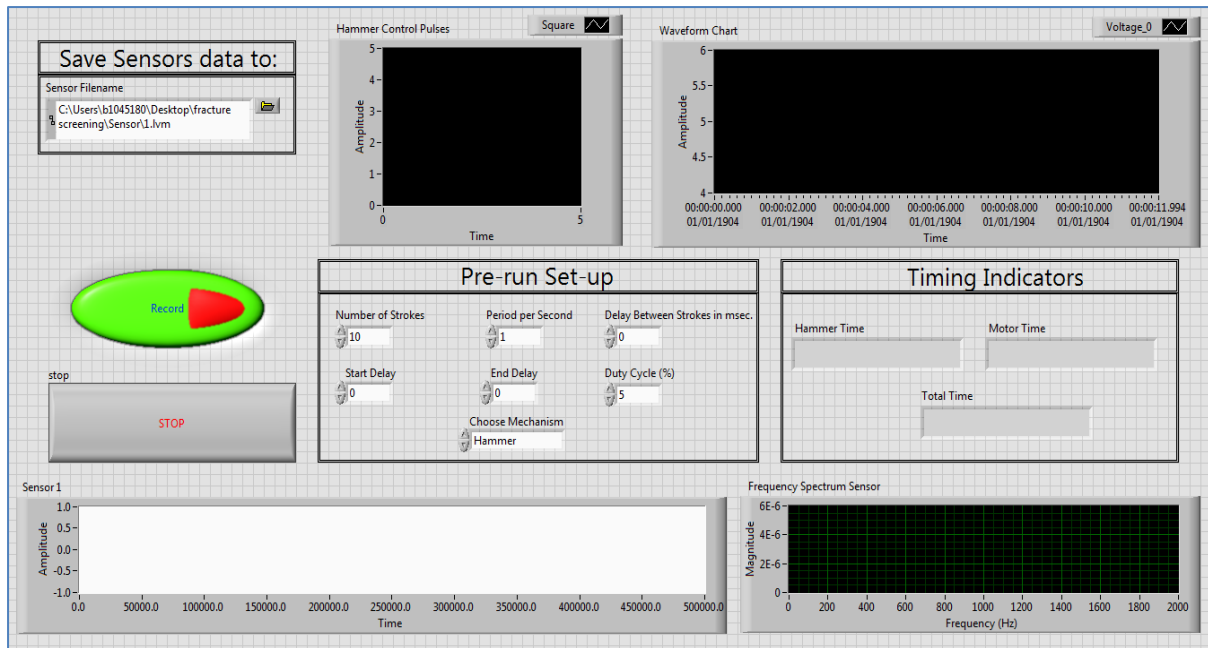 Save Sensors data to:
Sensor Filename
C:\Users\b1045180\Desktop\fracture
screening\Sensor\1.lvm
Hammer Control Pulses
Square
5
4
3
2
1
0
Amplitude
0 5
Time
Waveform Chart
Voltage_0
6
5.5
5
4.5
4
Amplitude
00:00:00.000 00:00:02.000 00:00:04.000 00:00:06.000 00:00:08.000 00:00:10.000 00:00:11.994
01/01/1904 01/01/1904 01/01/1904 01/01/1904 01/01/1904 01/01/1904 01/01/1904
Time
Record
stop
STOP
Pre-run Set-up
Number of Strokes Period per Second Delay Between Strokes in msec.
10 1 0
Start Delay End Delay Duty Cycle (%)
0 0 5
Choose Mechanism
Hammer
Timing Indicators
Hammer Time Motor Time
Total Time
Sensor 1
1.0
0.5
0.0
-0.5
-1.0
Amplitude
0.0 50000.0 100000.0 150000.0 200000.0 250000.0 300000.0 350000.0 400000.0 450000.0 500000.0
Time
Frequency Spectrum Sensor
6E-6
4E-6
2E-6
0
Magnitude
0 200 400 600 800 1000 1200 1400 1600 1800 2000
Frequency (Hz)